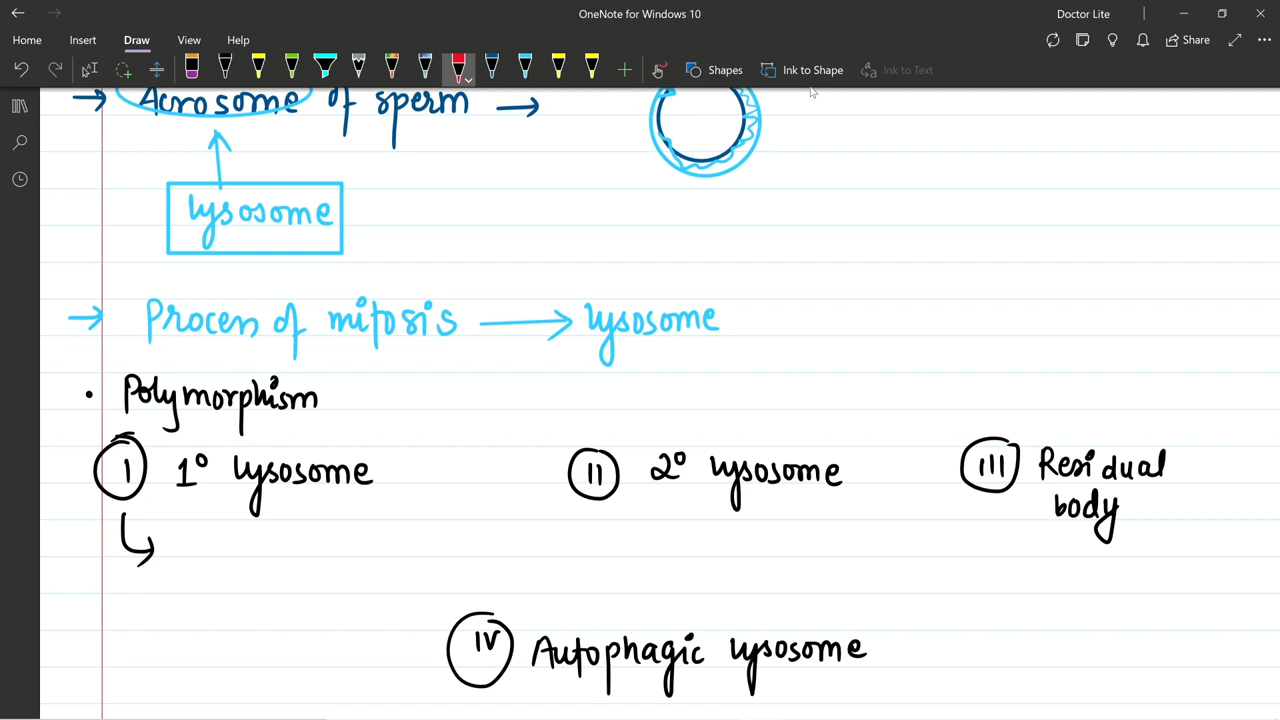 OneNote for Windows 10
Doctor Lite
Home Insert Draw View Help
Share
Shapes
Ink to Shape
Ink to Text
→ Acrosome of sperm →
lysosome
→ Process of mitosis → lysosome
• Polymorphism
I 1° lysosome
II 2° lysosome
III Residual
body
IV Autophagic lysosome